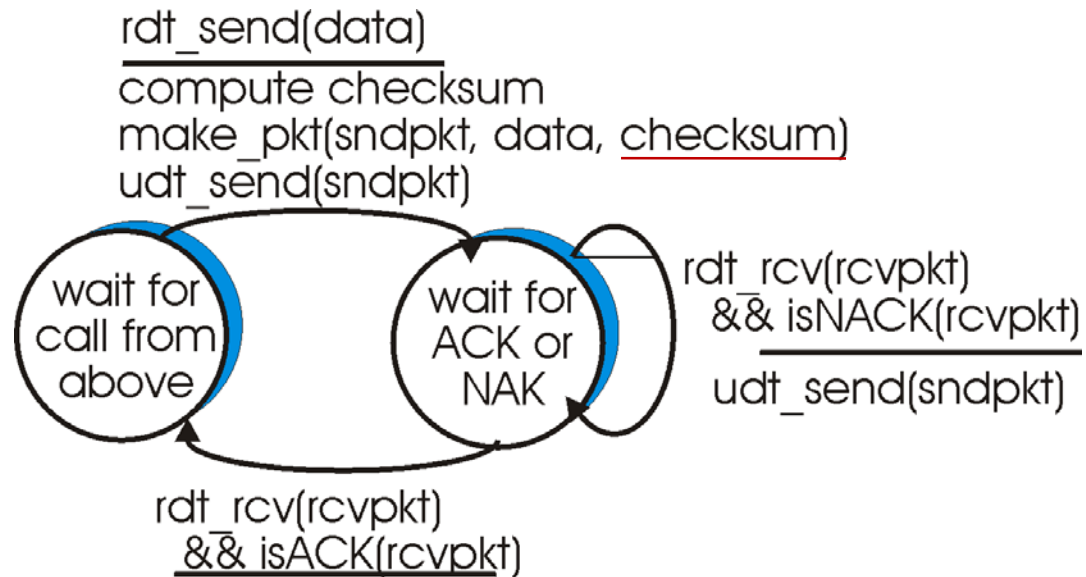 rdt_send(data)
compute checksum
make_pkt(sndpkt, data, checksum)
udt_send(sndpkt)
wait for
call from
above
wait for
ACK or
NAK
rdt_rcv(rcvpkt)
&& isNACK(rcvpkt)
udt_send(sndpkt)
rdt_rcv(rcvpkt)
&& isACK(rcvpkt)